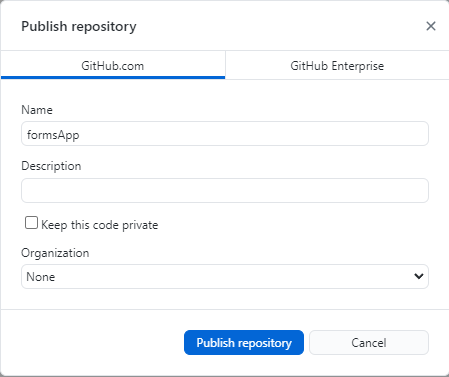 Publish repository
GitHub.com
GitHub Enterprise
Name
formsApp
Description
Keep this code private
Organization
None
Publish repository
Cancel